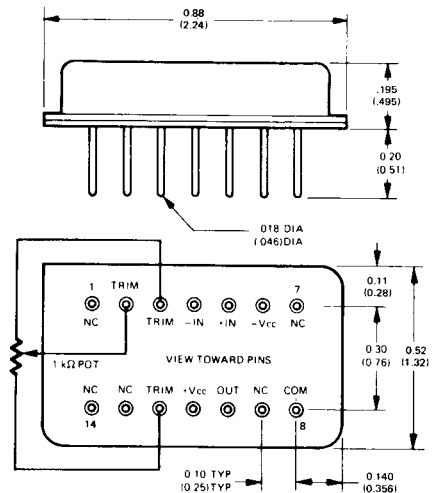 0.88
(2.24)
.195
(.495)
0.20
(0.51)
.018 DIA
(.046)DIA
1 TRIM 7
NC TRIM -IN +IN -Vcc NC
0.11
(0.28)
1 kΩ POT
VIEW TOWARD PINS
0.30
(0.76)
0.52
(1.32)
NC NC TRIM +Vcc OUT NC COM
14 8
0.10 TYP
(0.25)TYP
0.140
(0.356)